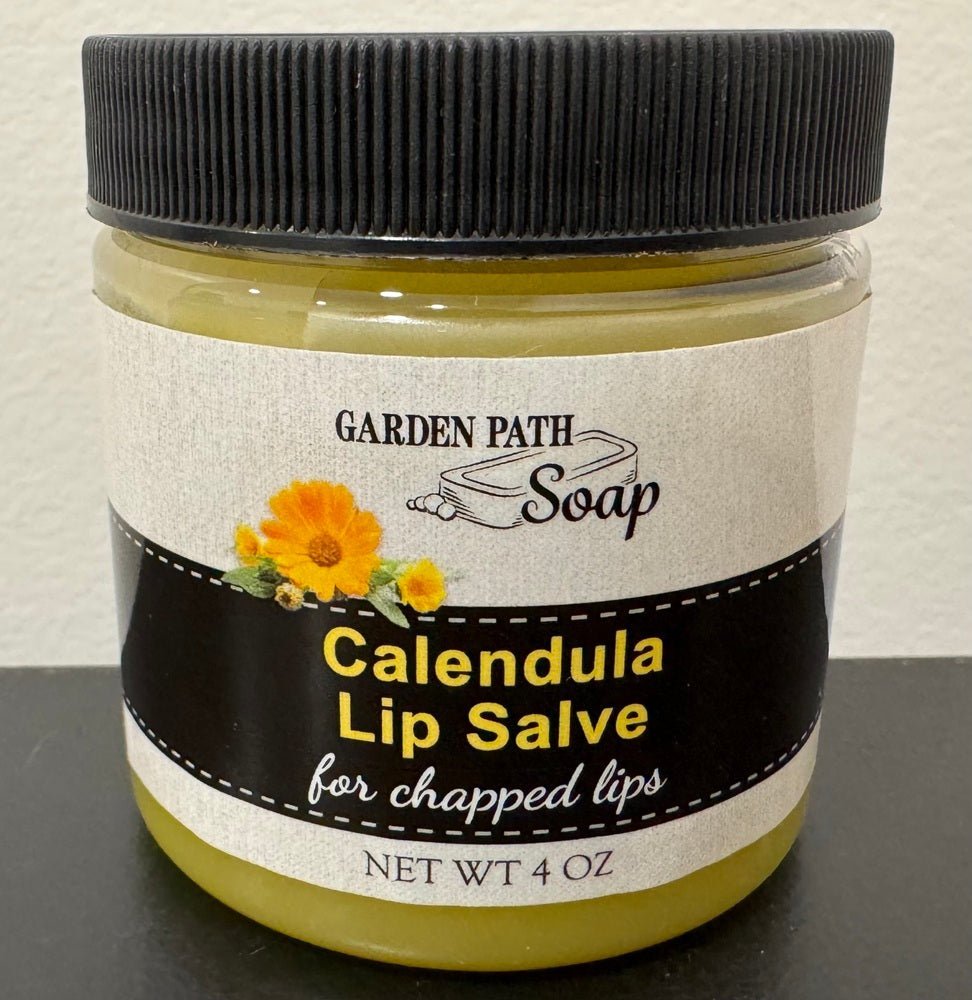 GARDEN PATH
Soap
Calendula
Lip Salve
for chapped lips
NET WT 4 OZ